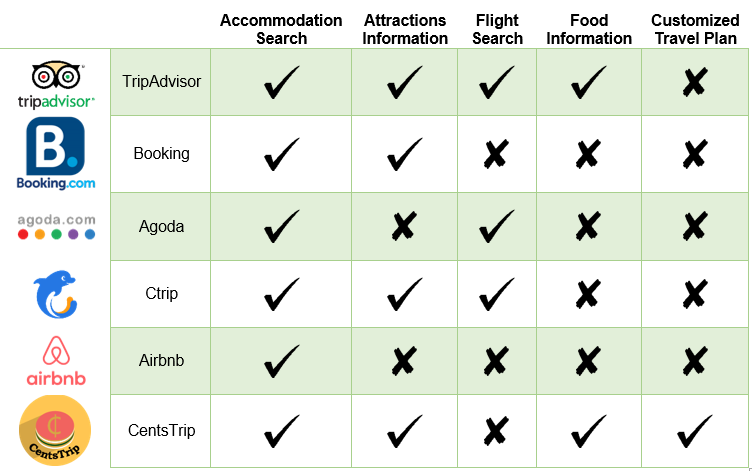 Accommodation Search
Attractions Information
Flight Search
Food Information
Customized Travel Plan
tripadvisor®
TripAdvisor ✓ ✓ ✓ ✓ ✘
B.
Booking.com
Booking ✓ ✓ ✘ ✘ ✘
agoda.com
Agoda ✓ ✘ ✓ ✘ ✘
Ctrip ✓ ✓ ✓ ✘ ✘
airbnb
Airbnb ✓ ✘ ✘ ✘ ✘
₵
CentsTrip
CentsTrip ✓ ✓ ✘ ✓ ✓